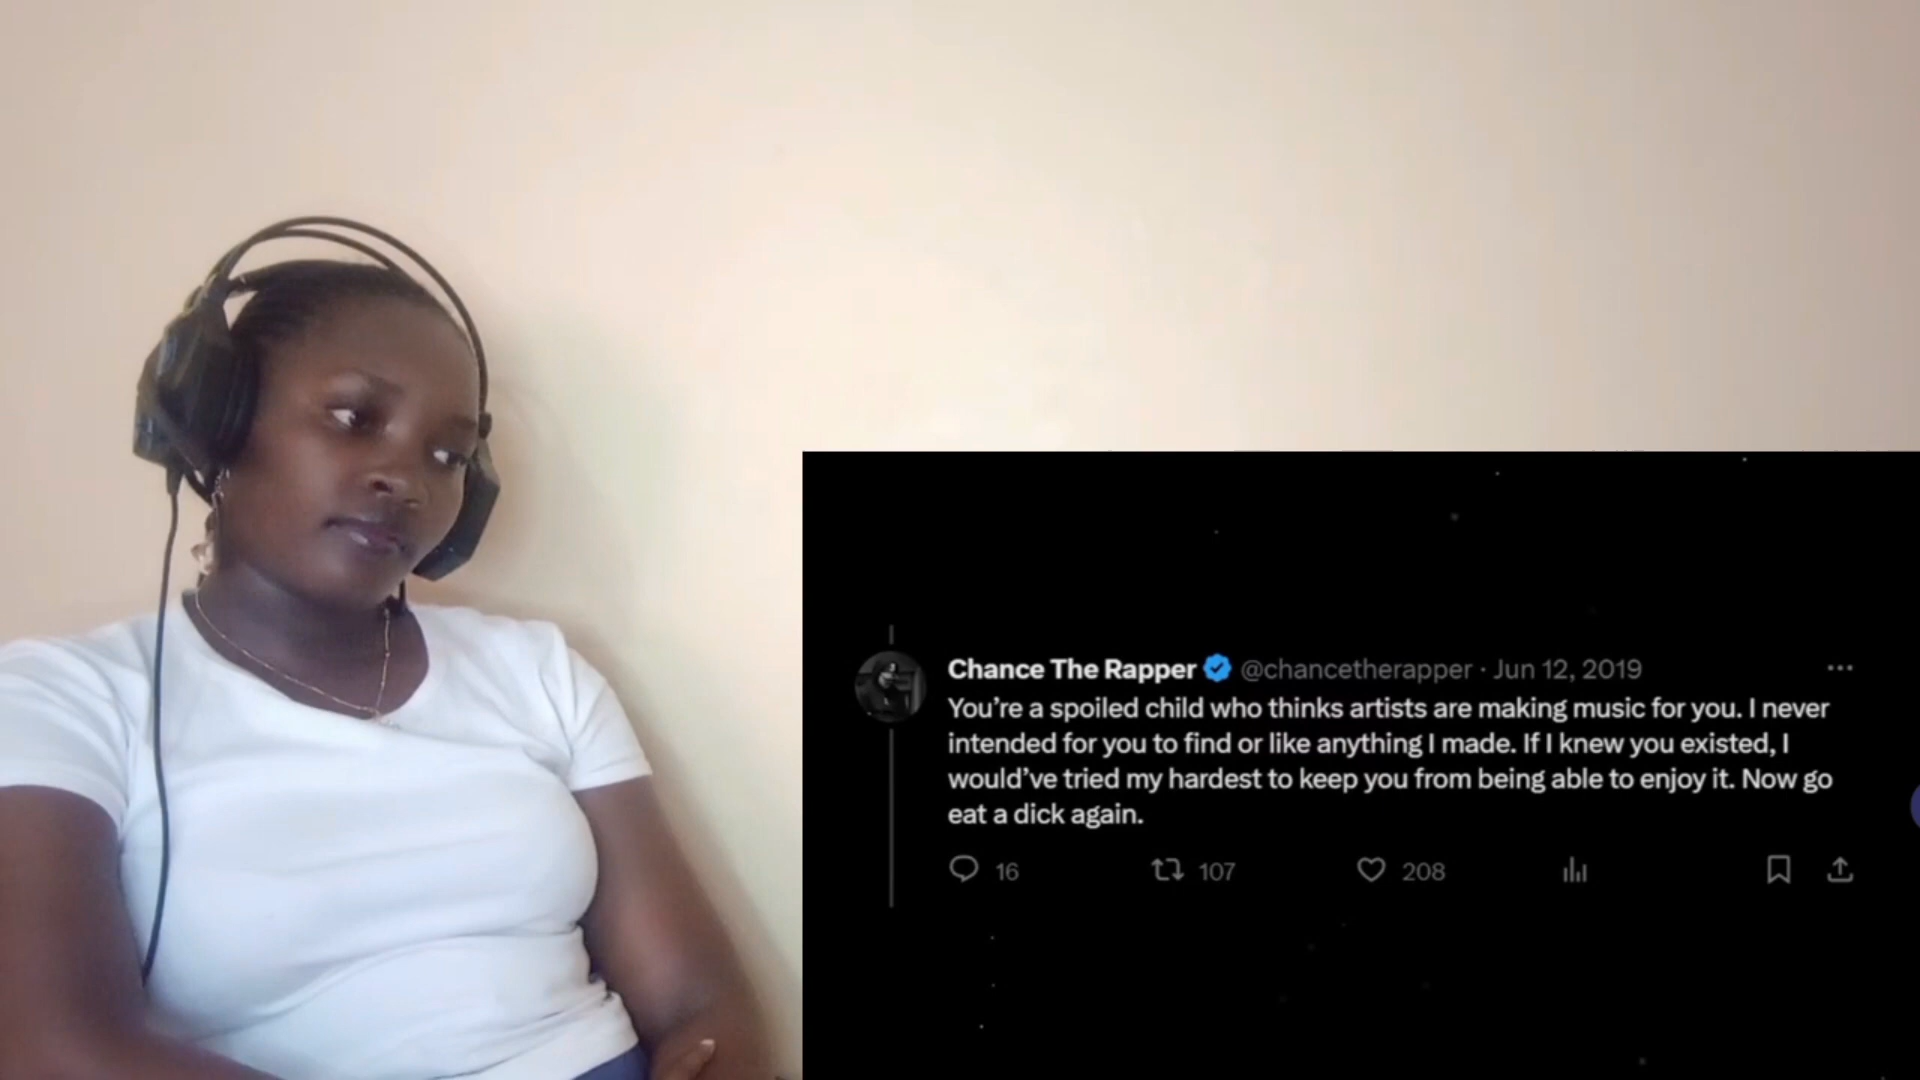 Chance The Rapper @chancetherapper · Jun 12, 2019
You’re a spoiled child who thinks artists are making music for you. I never
intended for you to find or like anything I made. If I knew you existed, I
would’ve tried my hardest to keep you from being able to enjoy it. Now go
eat a dick again.
16 107 208